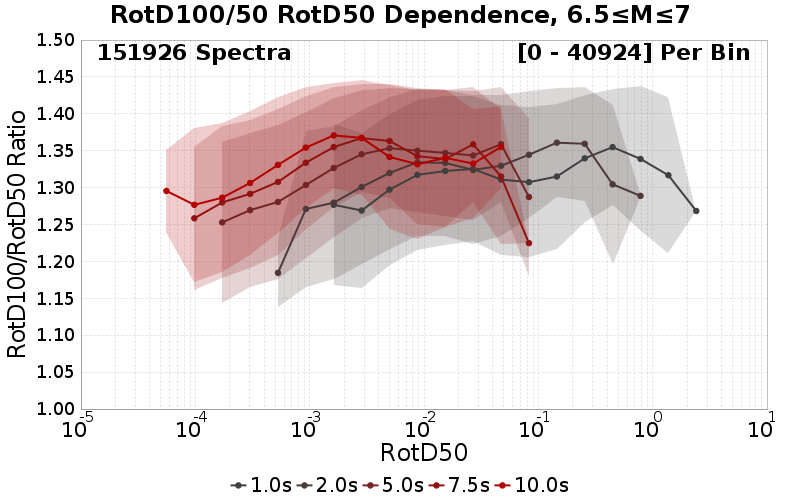 RotD100/50 RotD50 Dependence, 6.5≤M≤7
151926 Spectra [0 - 40924] Per Bin
RotD100/RotD50 Ratio
1.50
1.45
1.40
1.35
1.30
1.25
1.20
1.15
1.10
1.05
1.00
10^-5 10^-4 10^-3 10^-2 10^-1 10^0 10^1
RotD50
1.0s 2.0s 5.0s 7.5s 10.0s